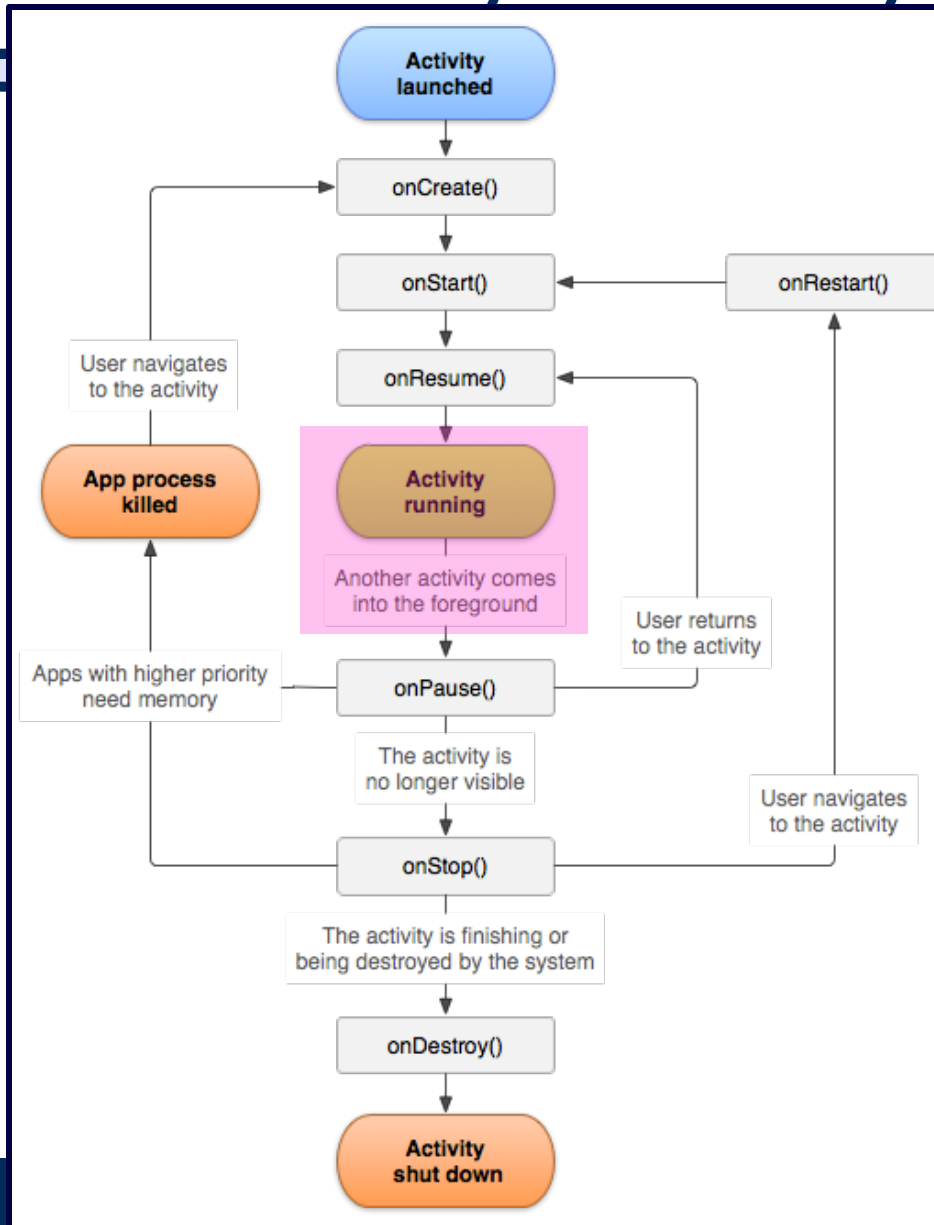 Activity
launched
onCreate()
onStart()
onRestart()
User navigates
to the activity
onResume()
App process
killed
Activity
running
Another activity comes
into the foreground
User returns
to the activity
Apps with higher priority
need memory
onPause()
The activity is
no longer visible
User navigates
to the activity
onStop()
The activity is finishing or
being destroyed by the system
onDestroy()
Activity
shut down